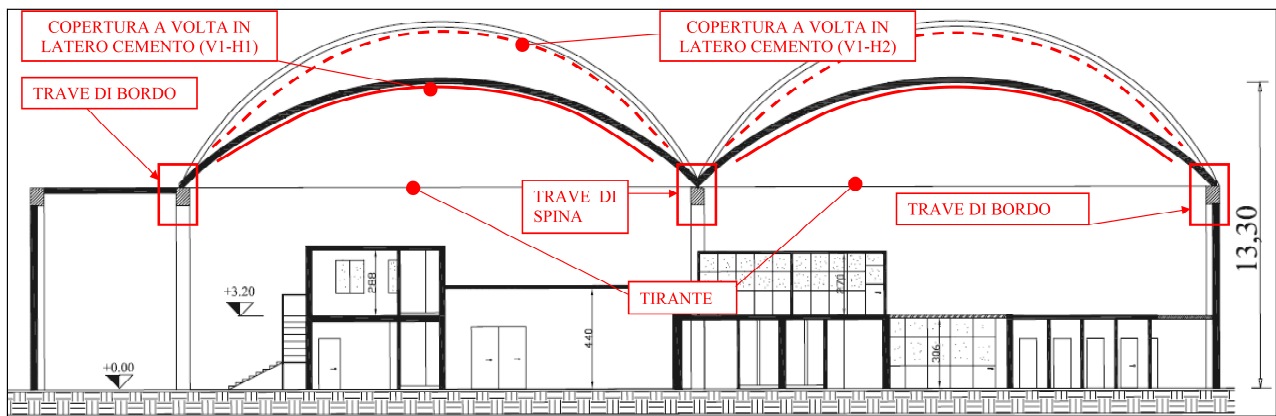 COPERTURA A VOLTA IN
LATERO CEMENTO (V1-H1)
COPERTURA A VOLTA IN
LATERO CEMENTO (V1-H2)
TRAVE DI BORDO
TRAVE DI
SPINA
TRAVE DI BORDO
13,30
TIRANTE
+3.20
288
270
440
306
+0.00